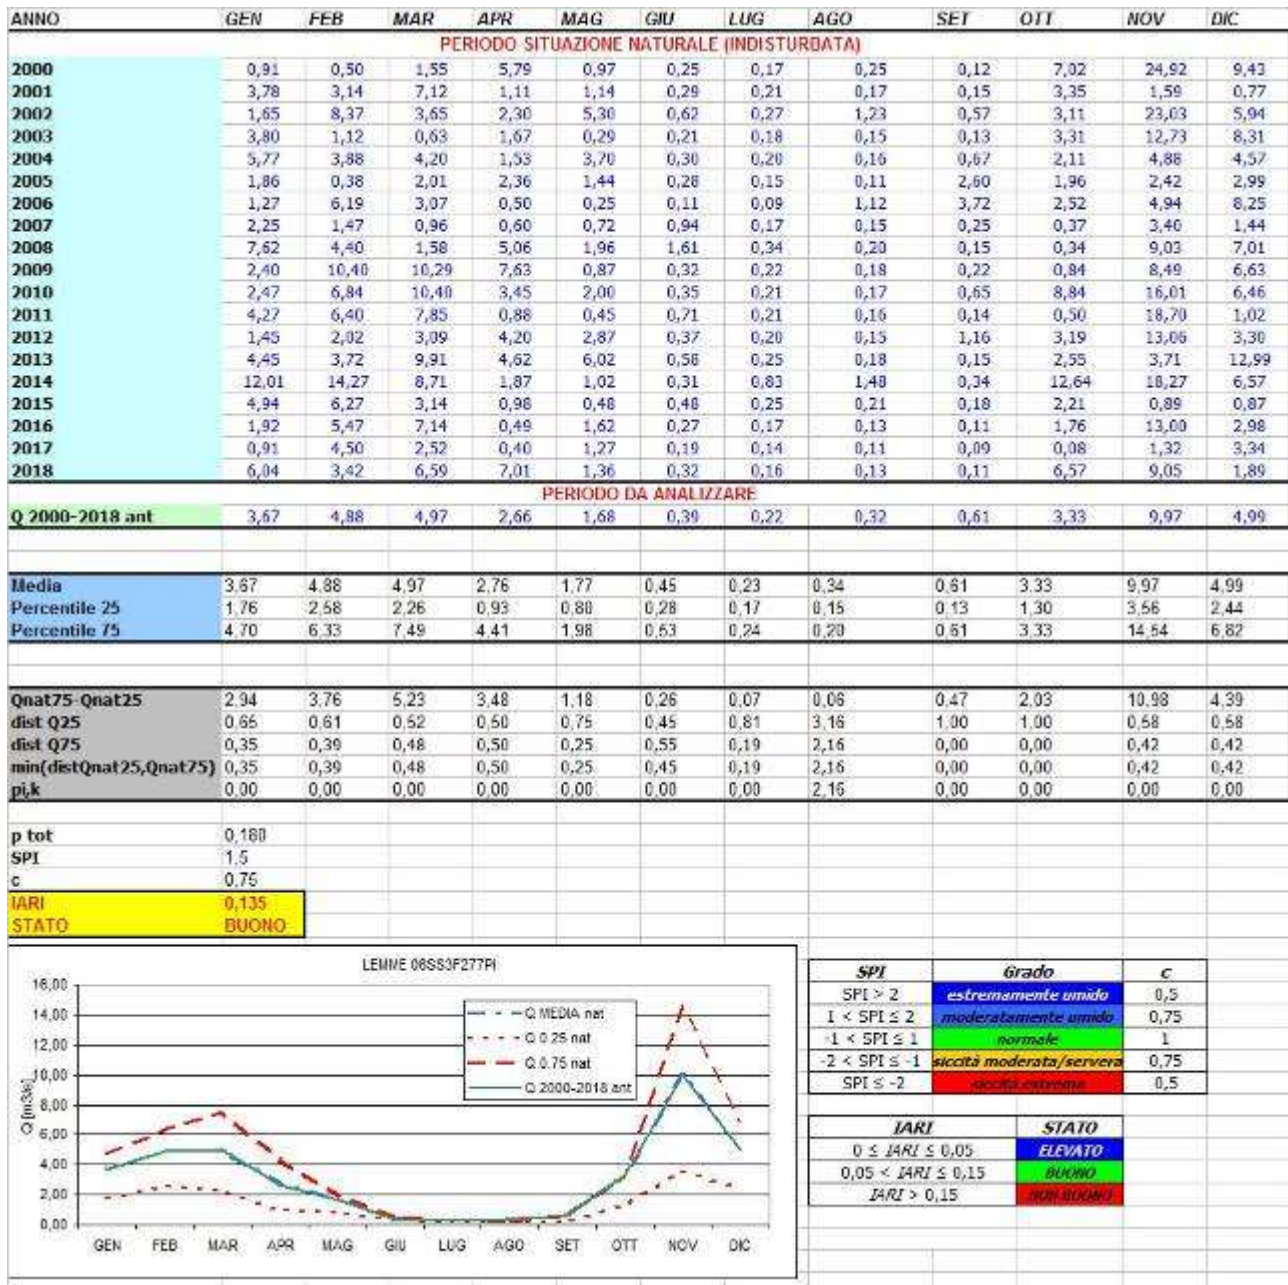 ANNO GEN FEB MAR APR MAG GIU LUG AGO SET OTT NOV DIC
PERIODO SITUAZIONE NATURALE (INDISTURBATA)
2000 0,91 0,50 1,55 5,79 0,97 0,25 0,17 0,25 0,12 7,02 24,92 9,43
2001 3,78 3,14 7,12 1,11 1,14 0,29 0,21 0,17 0,15 3,35 1,59 0,77
2002 1,65 8,37 3,65 2,30 5,30 0,62 0,27 1,23 0,57 3,11 23,03 5,94
2003 3,80 1,12 0,63 1,67 0,29 0,21 0,18 0,15 0,13 3,31 12,73 8,31
2004 5,77 3,88 4,20 1,53 3,70 0,30 0,20 0,16 0,67 2,11 4,88 4,57
2005 1,86 0,38 2,01 2,36 1,44 0,28 0,15 0,11 2,60 1,96 2,42 2,99
2006 1,27 6,19 3,07 0,50 0,25 0,11 0,09 1,12 3,72 2,52 4,94 8,25
2007 2,25 1,47 0,96 0,60 0,72 0,94 0,17 0,15 0,25 0,37 3,40 1,44
2008 7,62 4,40 1,58 5,06 1,96 1,61 0,34 0,20 0,15 0,34 9,03 7,01
2009 2,40 10,40 10,29 7,63 0,87 0,32 0,22 0,18 0,22 0,84 8,49 6,63
2010 2,47 6,84 10,40 3,45 2,00 0,35 0,21 0,17 0,65 8,84 16,01 6,46
2011 4,27 6,40 7,85 0,88 0,45 0,71 0,21 0,16 0,14 0,50 18,70 1,02
2012 1,45 2,02 3,09 4,20 2,87 0,37 0,20 0,15 1,16 3,19 13,06 3,30
2013 4,45 3,72 9,91 4,62 6,02 0,58 0,25 0,18 0,15 2,55 3,71 12,99
2014 12,01 14,27 8,71 1,87 1,02 0,31 0,83 1,48 0,34 12,64 18,27 6,57
2015 4,94 6,27 3,14 0,98 0,48 0,48 0,25 0,21 0,18 2,21 0,89 0,87
2016 1,92 5,47 7,14 0,49 1,62 0,27 0,17 0,13 0,11 1,76 13,00 2,98
2017 0,91 4,50 2,52 0,40 1,27 0,19 0,14 0,11 0,09 0,08 1,32 3,34
2018 6,04 3,42 6,59 7,01 1,36 0,32 0,16 0,13 0,11 6,57 9,05 1,89
PERIODO DA ANALIZZARE
Q 2000-2018 ant 3,67 4,88 4,97 2,66 1,68 0,39 0,22 0,32 0,61 3,33 9,97 4,99
Media 3,67 4,88 4,97 2,76 1,77 0,45 0,23 0,34 0,61 3,33 9,97 4,99
Percentile 25 1,76 2,58 2,26 0,93 0,80 0,28 0,17 0,15 0,13 1,30 3,56 2,44
Percentile 75 4,70 6,33 7,49 4,41 1,98 0,53 0,24 0,20 0,61 3,33 14,54 6,82
Qnat75-Qnat25 2,94 3,76 5,23 3,48 1,18 0,26 0,07 0,06 0,47 2,03 10,98 4,39
dist Q25 0,65 0,61 0,52 0,50 0,75 0,45 0,81 3,16 1,00 1,00 0,58 0,58
dist Q75 0,35 0,39 0,48 0,50 0,25 0,55 0,19 2,16 0,00 0,00 0,42 0,42
min(distQnat25,Qnat75) 0,35 0,39 0,48 0,50 0,25 0,45 0,19 2,16 0,00 0,00 0,42 0,42
pi,k 0,00 0,00 0,00 0,00 0,00 0,00 0,00 2,16 0,00 0,00 0,00 0,00
p tot 0,180
SPI 1,5
c 0,75
IARI 0,135
STATO BUONO
LEMME 06SS3F277PI
Q [m3/s]
16,00
14,00
12,00
10,00
8,00
6,00
4,00
2,00
0,00
Q MEDIA nat
Q 0.25 nat
Q 0.75 nat
Q 2000-2018 ant
GEN FEB MAR APR MAG GIU LUG AGO SET OTT NOV DIC
SPI Grado c
SPI > 2 estremamente umido 0,5
1 < SPI ≤ 2 moderatamente umido 0,75
-1 < SPI ≤ 1 normale 1
-2 < SPI ≤ -1 siccità moderata/servera 0,75
SPI ≤ -2 siccità estrema 0,5
IARI STATO
0 ≤ IARI ≤ 0,05 ELEVATO
0,05 < IARI ≤ 0,15 BUONO
IARI > 0,15 NON BUONO